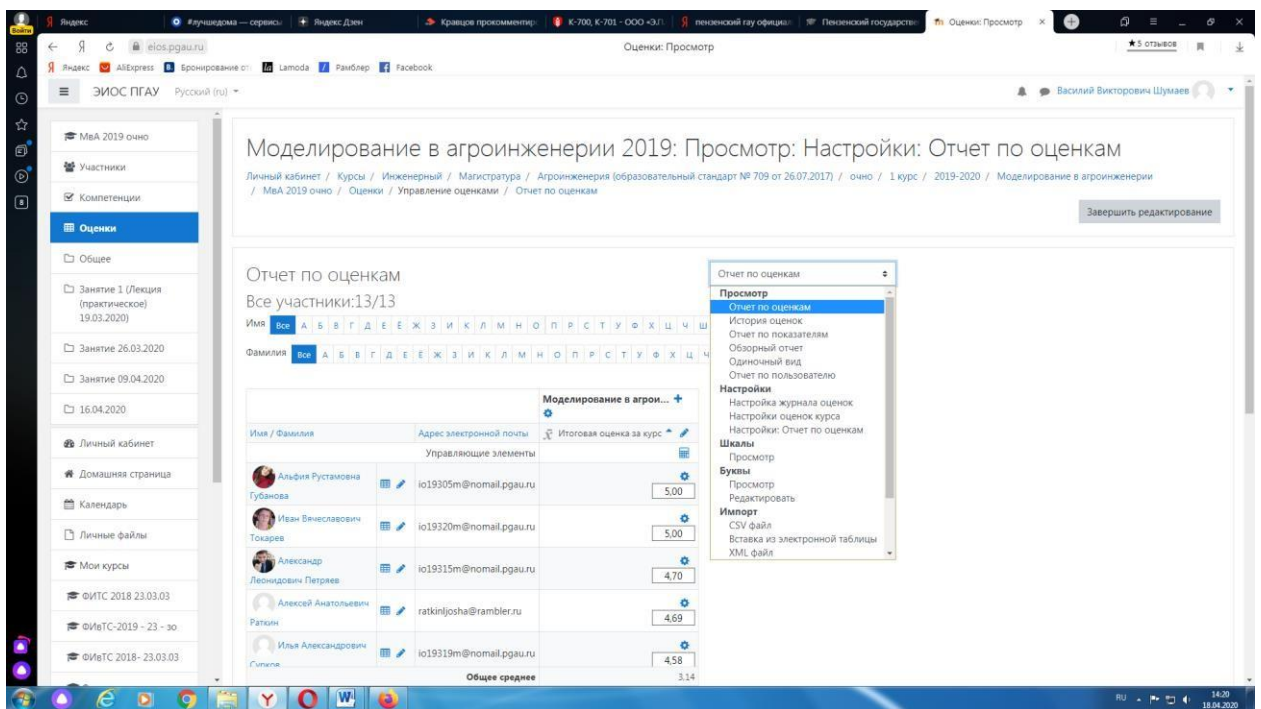 Войти
Яндекс
#лучшедома — сервисы
Яндекс Дзен
Кравцов прокомментир
К-700, К-701 - ООО «ЭЛ
пензенский гау официал
Пензенский государстве
Оценки: Просмотр
eios.pgau.ru
Оценки: Просмотр
★5 отзывов
Яндекс
AliExpress
Бронирование от
Lamoda
Рамблер
Facebook
ЭИОС ПГАУ
Русский (ru)
Василий Викторович Шумаев
МвА 2019 очно
Участники
Компетенции
Оценки
Общее
Занятие 1 (Лекция
(практическое)
19.03.2020)
Занятие 26.03.2020
Занятие 09.04.2020
16.04.2020
Личный кабинет
Домашняя страница
Календарь
Личные файлы
Мои курсы
ФИТС 2018 23.03.03
ФИвТС-2019 - 23 - зо
ФИвТС 2018- 23.03.03
Моделирование в агроинженерии 2019: Просмотр: Настройки: Отчет по оценкам
Личный кабинет / Курсы / Инженерный / Магистратура / Агроинженерия (образовательный стандарт № 709 от 26.07.2017) / очно / 1 курс / 2019-2020 / Моделирование в агроинженерии
/ МвА 2019 очно / Оценки / Управление оценками / Отчет по оценкам
Завершить редактирование
Отчет по оценкам
Все участники:13/13
Имя Все А Б В Г Д Е Ё Ж З И К Л М Н О П Р С Т У Ф Х Ц Ч Ш
Фамилия Все А Б В Г Д Е Ё Ж З И К Л М Н О П Р С Т У Ф Х Ц Ч
Моделирование в агрои...
Имя / Фамилия
Адрес электронной почты
Итоговая оценка за курс
Управляющие элементы
Альфия Рустамовна
Губанова
io19305m@nomail.pgau.ru
5,00
Иван Вячеславович
Токарев
io19320m@nomail.pgau.ru
5,00
Александр
Леонидович Петряев
io19315m@nomail.pgau.ru
4,70
Алексей Анатольевич
Раткин
ratkinljosha@rambler.ru
4,69
Илья Александрович
io19319m@nomail.pgau.ru
4,58
Общее среднее
3,14
Отчет по оценкам
Просмотр
Отчет по оценкам
История оценок
Отчет по показателям
Обзорный отчет
Одиночный вид
Отчет по пользователю
Настройки
Настройка журнала оценок
Настройки оценок курса
Настройки: Отчет по оценкам
Шкалы
Просмотр
Буквы
Просмотр
Редактировать
Импорт
CSV файл
Вставка из электронной таблицы
XML файл
RU
14:20
18.04.2020